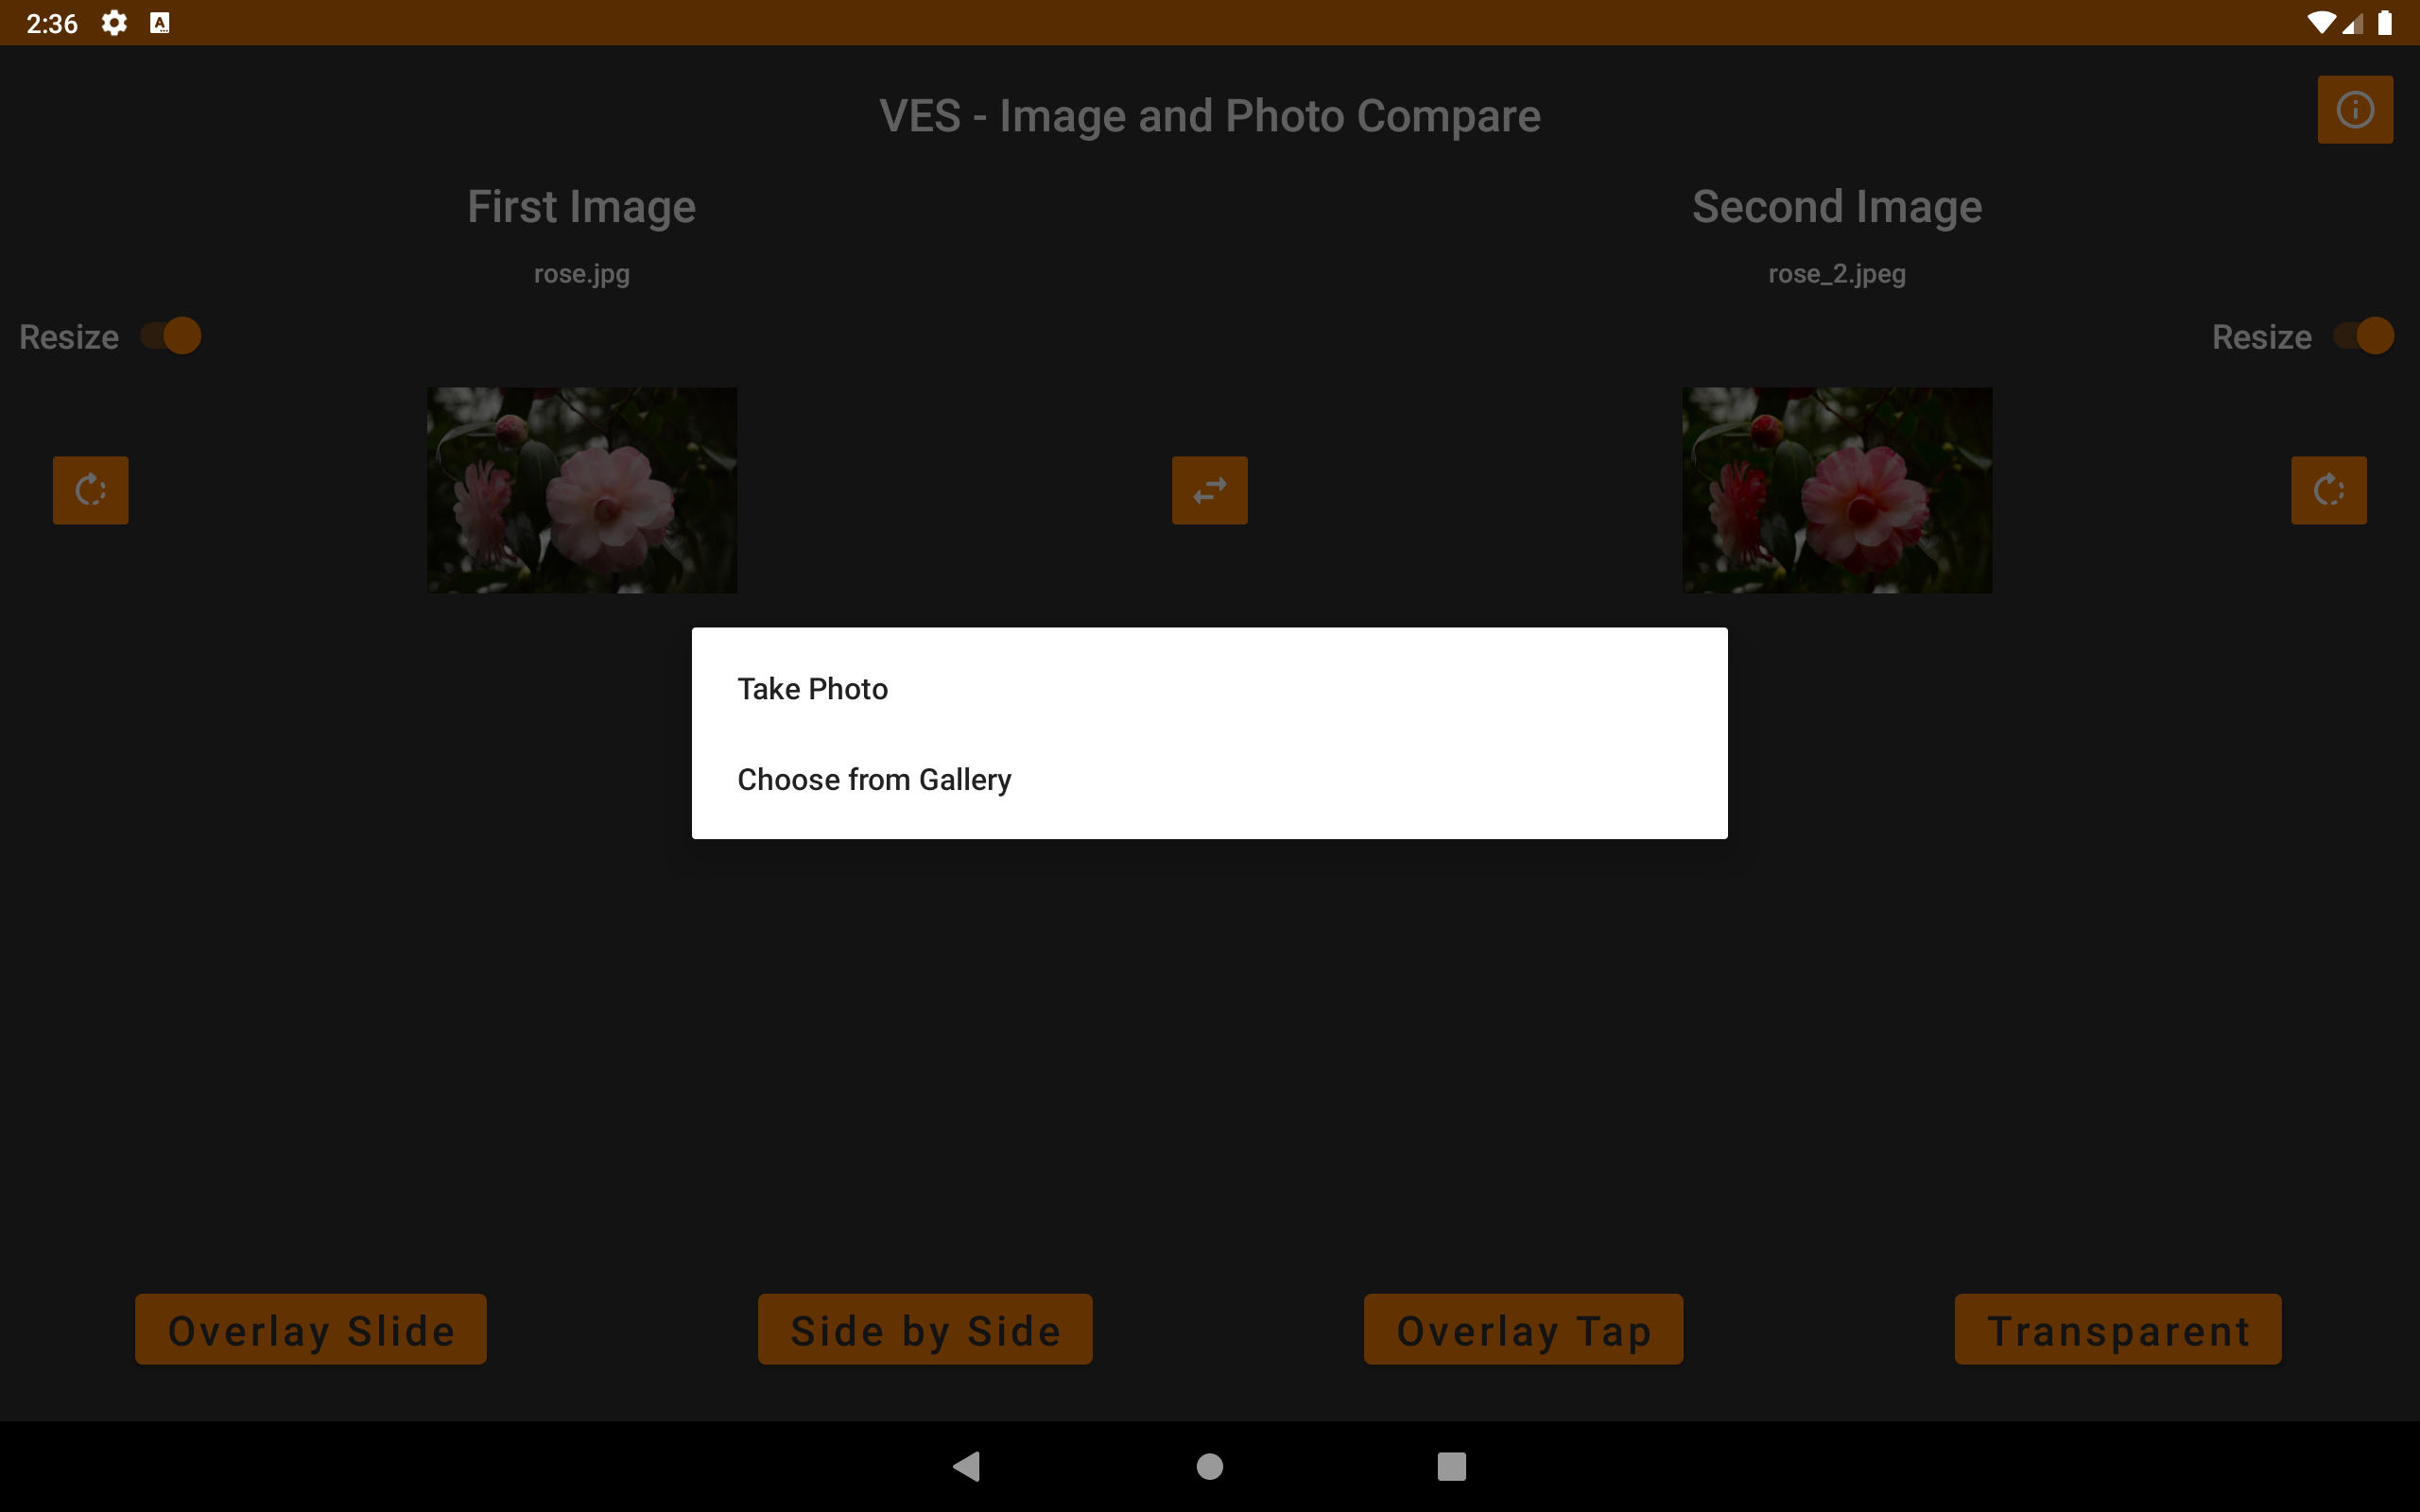 2:36
VES - Image and Photo Compare
First Image
Second Image
rose.jpg
rose_2.jpeg
Resize
Resize
Take Photo
Choose from Gallery
Overlay Slide
Side by Side
Overlay Tap
Transparent